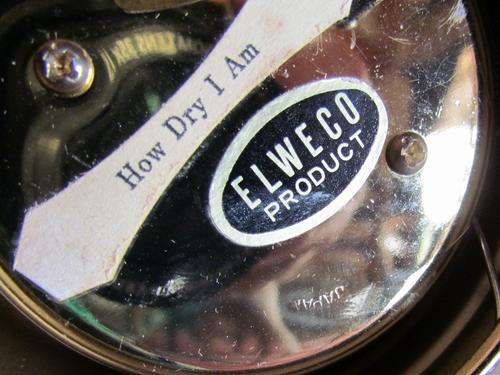 How Dry I Am
ELWECO
PRODUCT
JAPAN